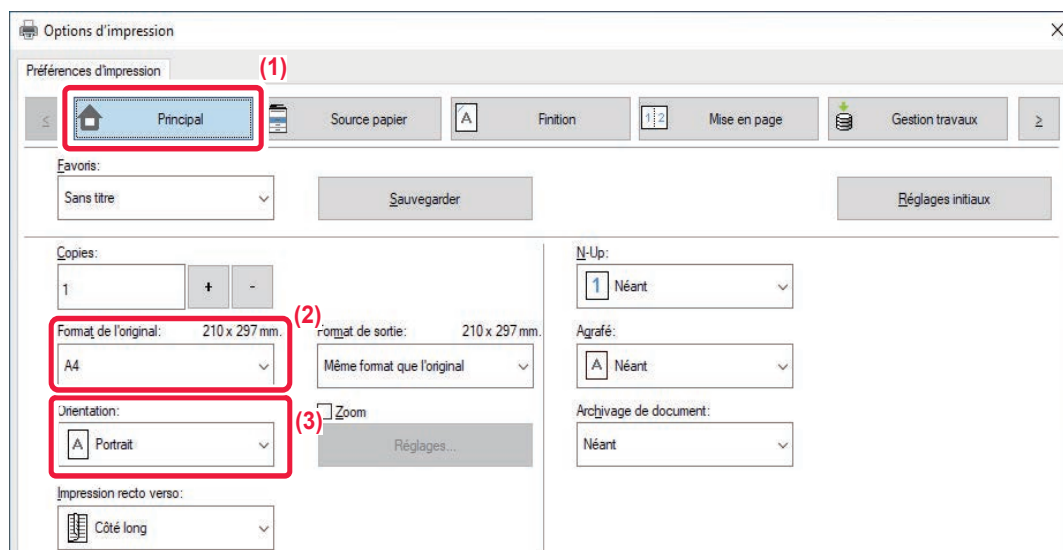 Options d'impression
Préférences d'impression
(1)
<
Principal
Source papier
A
Finition
1 2
Mise en page
Gestion travaux
>
Favoris:
Sans titre
Sauvegarder
Réglages initiaux
Copies:
1
+
-
N-Up:
1
Néant
(2)
Format de l'original: 210 x 297 mm.
A4
Format de sortie: 210 x 297 mm.
Même format que l'original
Agrafé:
A
Néant
(3)
Orientation:
A
Portrait
Zoom
Réglages...
Archivage de document:
Néant
Impression recto verso:
Côté long